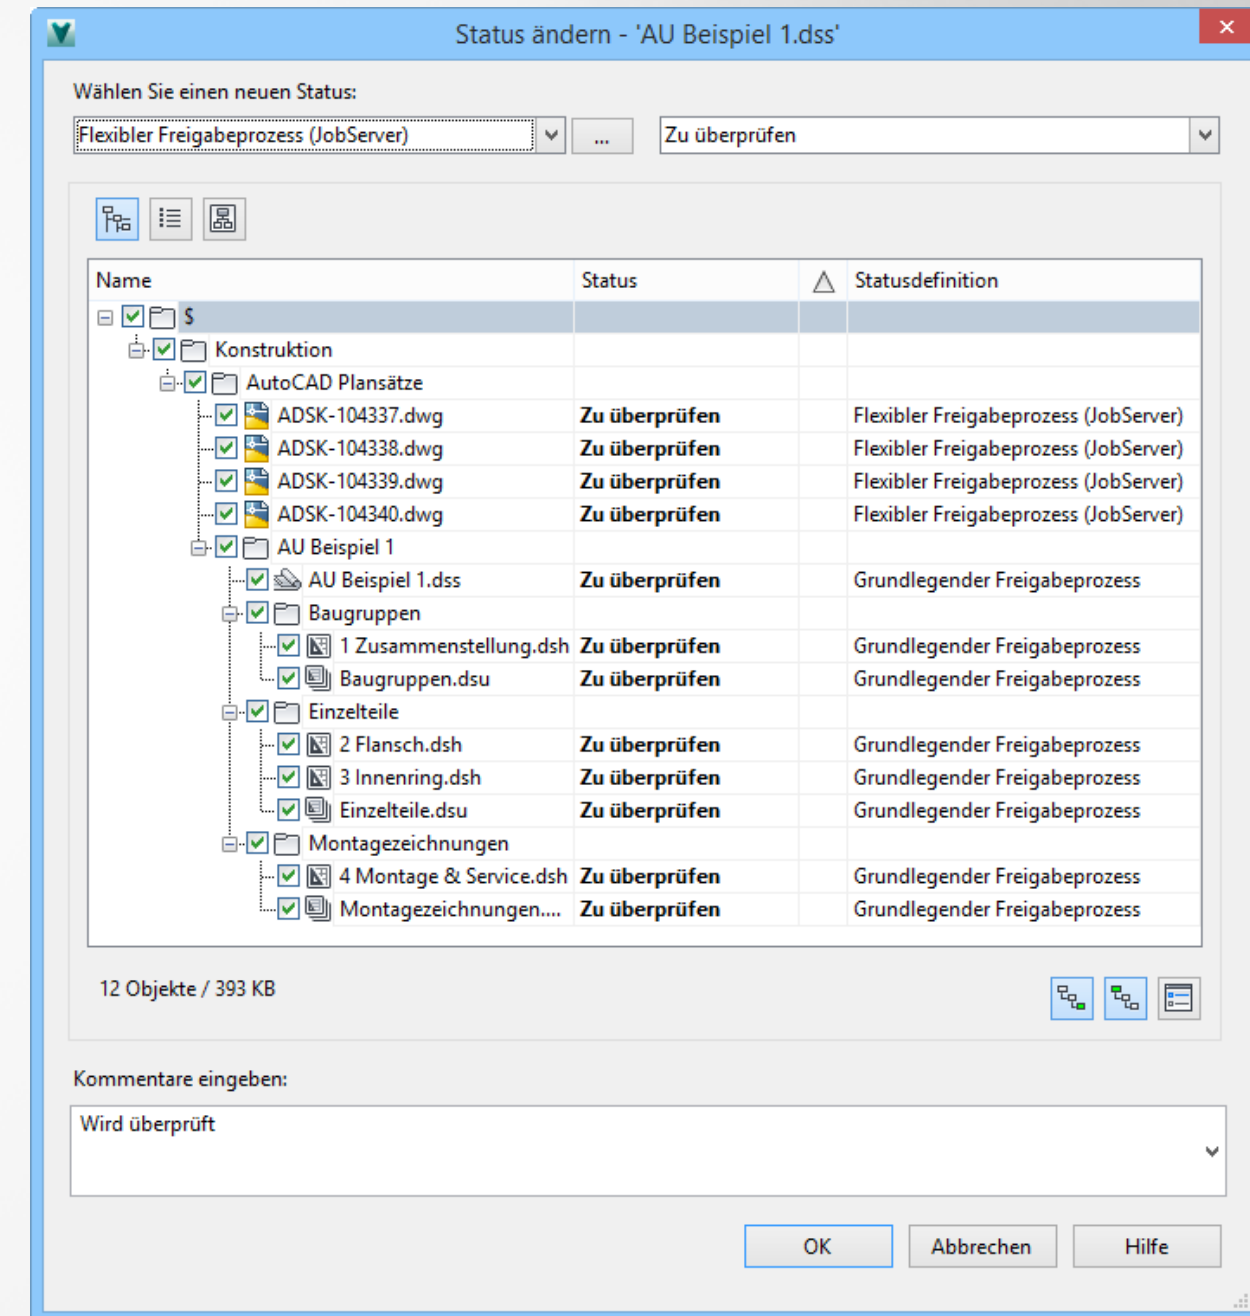 Status ändern - 'AU Beispiel 1.dss'
Wählen Sie einen neuen Status:
Flexibler Freigabeprozess (JobServer) ... Zu überprüfen
Name Status Statusdefinition
$
Konstruktion
AutoCAD Plansätze
ADSK-104337.dwg Zu überprüfen Flexibler Freigabeprozess (JobServer)
ADSK-104338.dwg Zu überprüfen Flexibler Freigabeprozess (JobServer)
ADSK-104339.dwg Zu überprüfen Flexibler Freigabeprozess (JobServer)
ADSK-104340.dwg Zu überprüfen Flexibler Freigabeprozess (JobServer)
AU Beispiel 1
AU Beispiel 1.dss Zu überprüfen Grundlegender Freigabeprozess
Baugruppen
1 Zusammenstellung.dsh Zu überprüfen Grundlegender Freigabeprozess
Baugruppen.dsu Zu überprüfen Grundlegender Freigabeprozess
Einzelteile
2 Flansch.dsh Zu überprüfen Grundlegender Freigabeprozess
3 Innenring.dsh Zu überprüfen Grundlegender Freigabeprozess
Einzelteile.dsu Zu überprüfen Grundlegender Freigabeprozess
Montagezeichnungen
4 Montage & Service.dsh Zu überprüfen Grundlegender Freigabeprozess
Montagezeichnungen.... Zu überprüfen Grundlegender Freigabeprozess
12 Objekte / 393 KB
Kommentare eingeben:
Wird überprüft
OK Abbrechen Hilfe